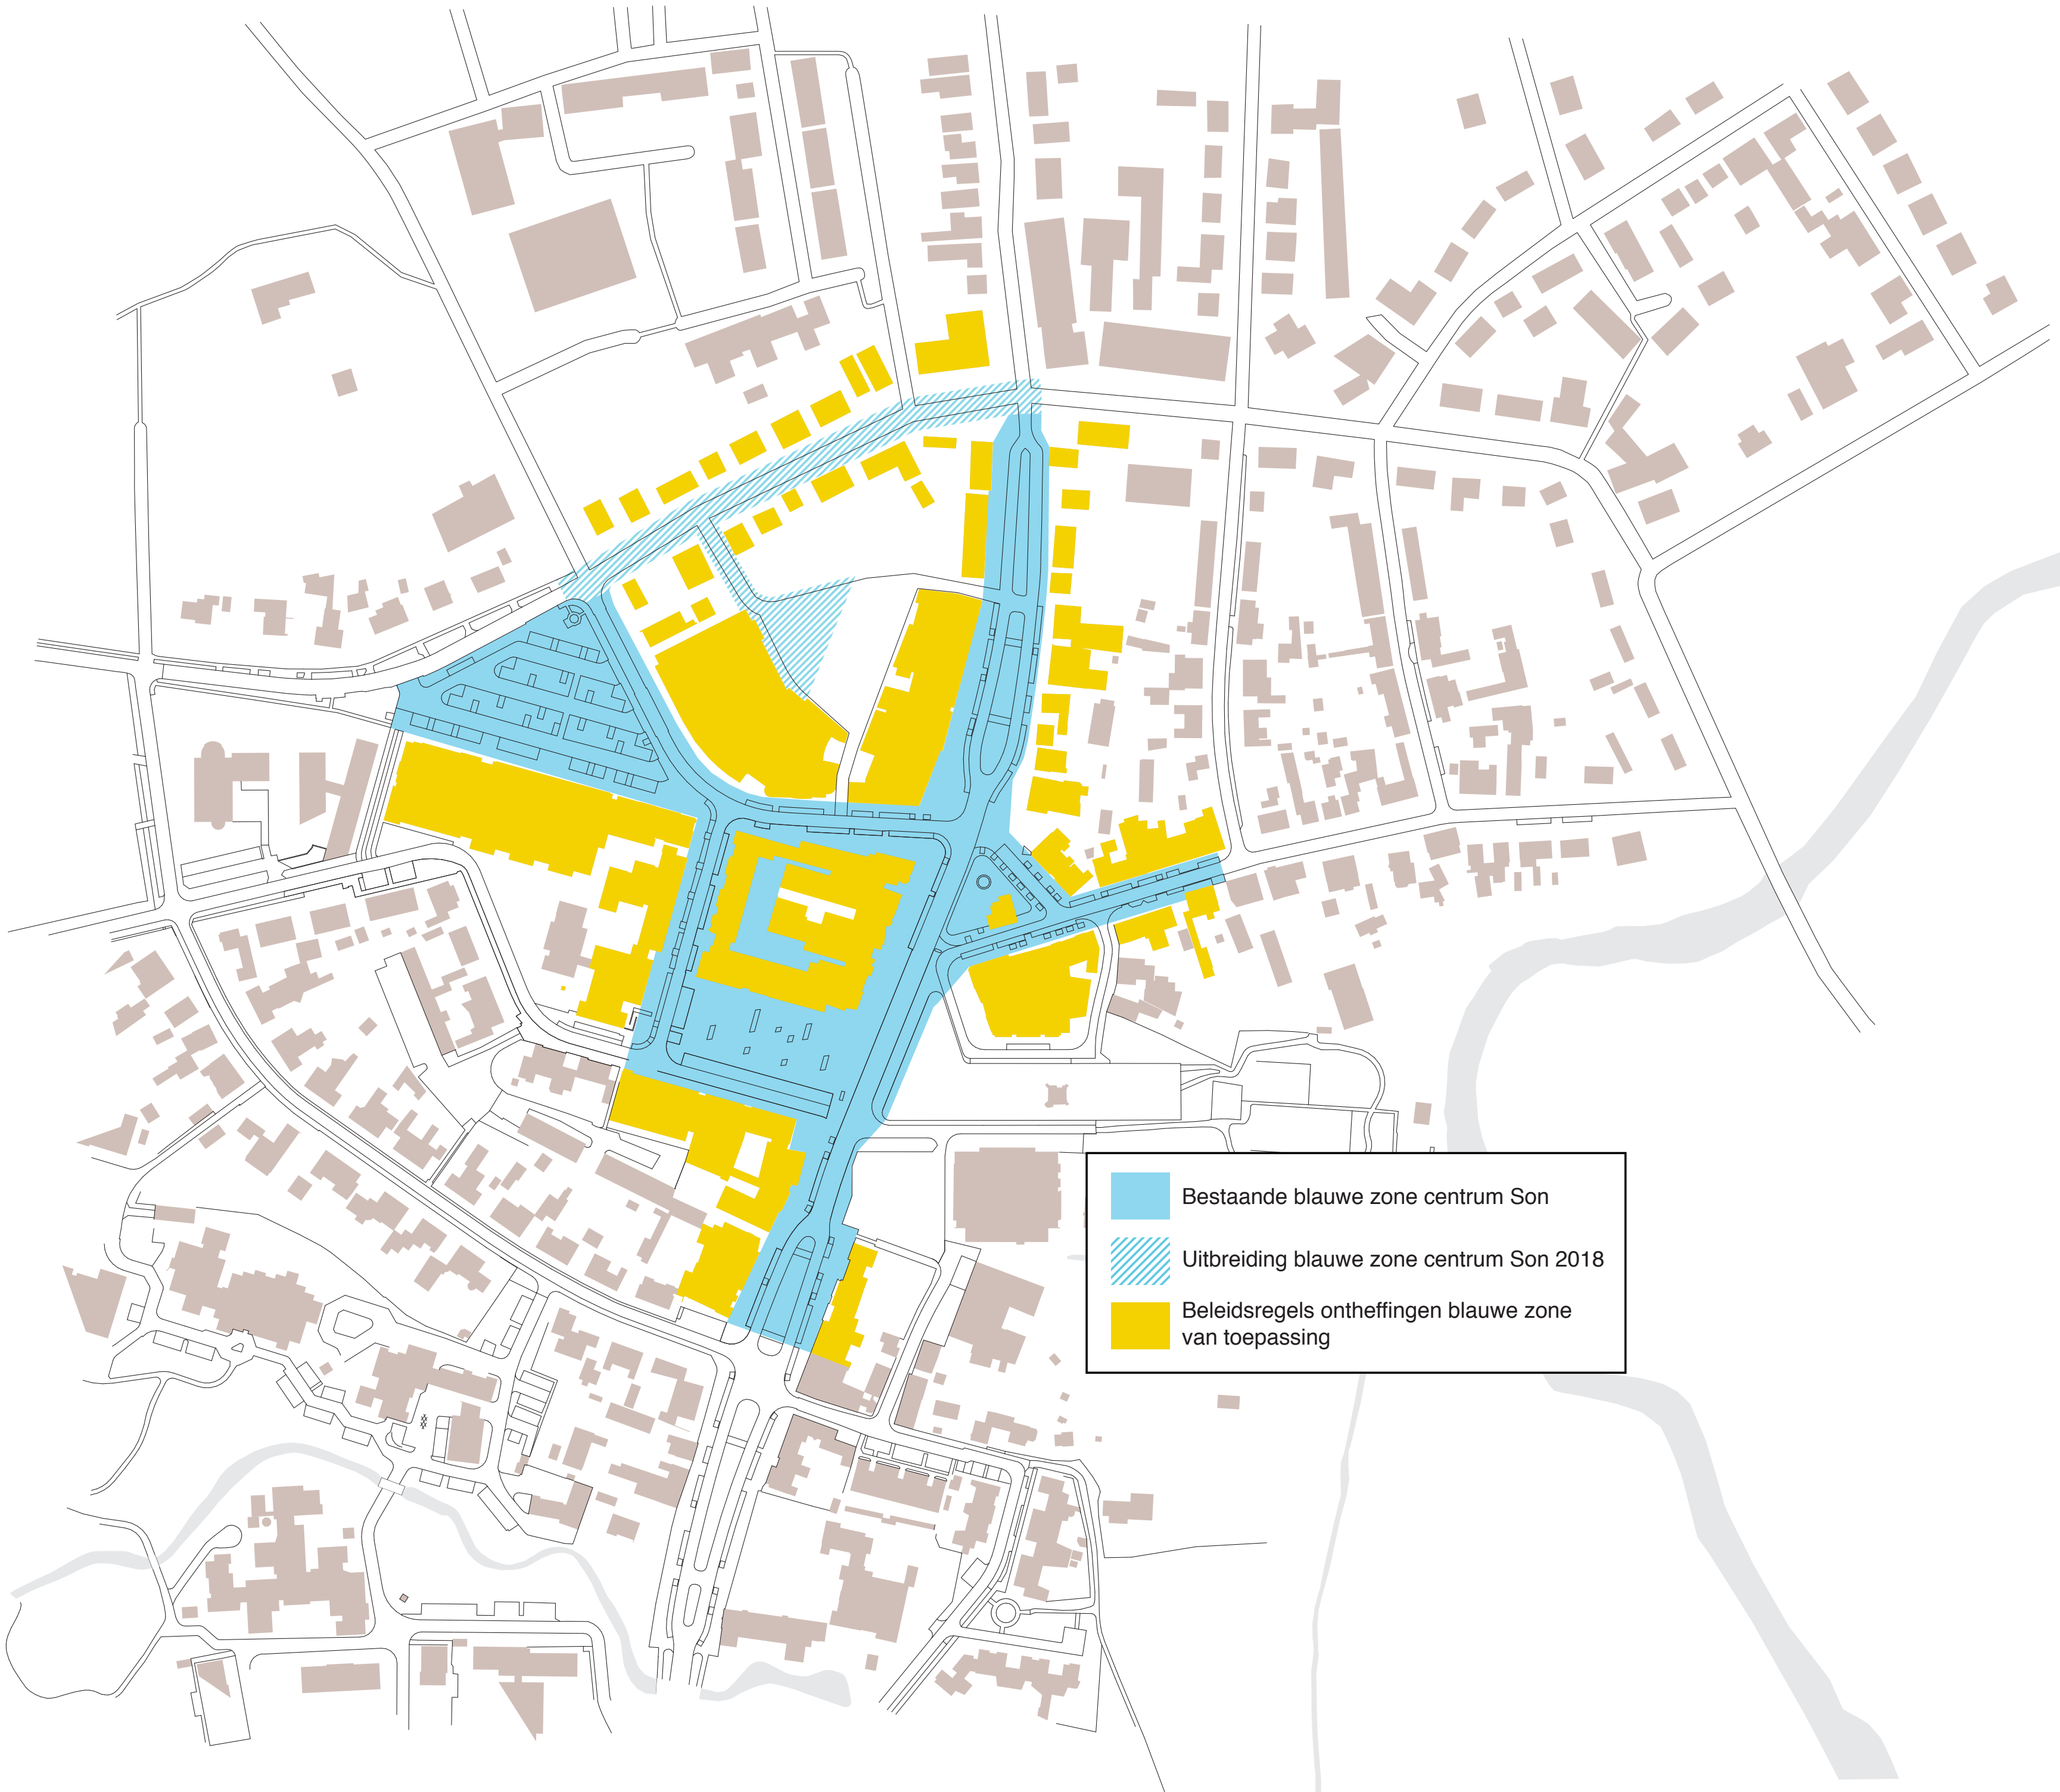 Bestaande blauwe zone centrum Son
Uitbreiding blauwe zone centrum Son 2018
Beleidsregels ontheffingen blauwe zone
van toepassing